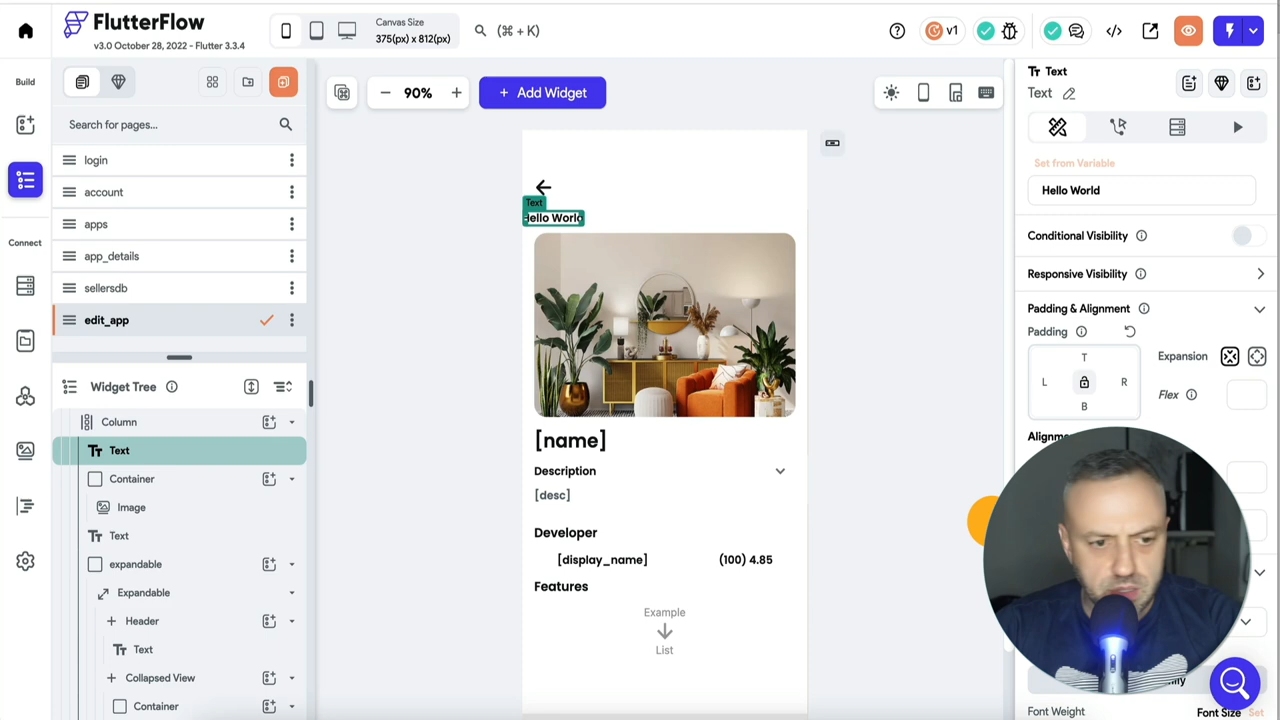 FlutterFlow
v3.0 October 28, 2022 - Flutter 3.3.4
Canvas Size
375(px) x 812(px)
(⌘ + K)
v1
Build
Connect
Search for pages...
login
account
apps
app_details
sellersdb
edit_app
Widget Tree
Column
Text
Container
Image
Text
expandable
Expandable
Header
Text
Collapsed View
Container
90%
+ Add Widget
Text
Hello World
[name]
Description
[desc]
Developer
[display_name] (100) 4.85
Features
Example
List
Text
Text
Set from Variable
Hello World
Conditional Visibility
Responsive Visibility
Padding & Alignment
Padding
Expansion
T
L
R
B
Flex
Font Weight
Font Size Set